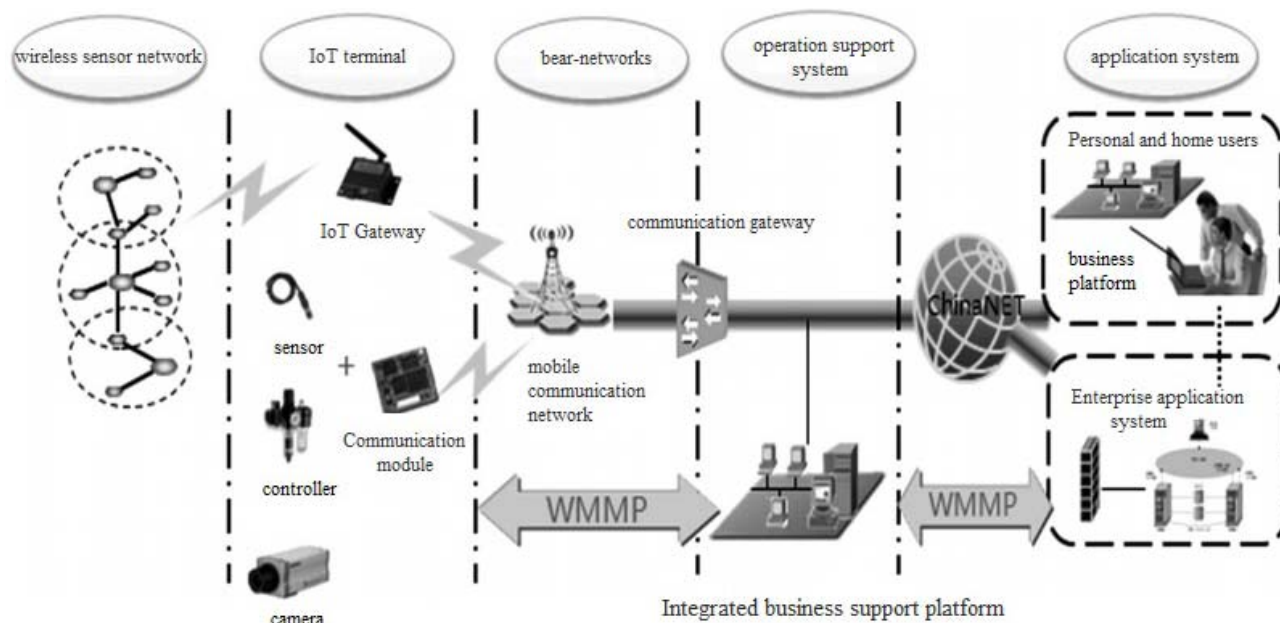 wireless sensor network
IoT terminal
bear-networks
operation support
system
application system
Personal and home users
IoT Gateway
communication gateway
business
platform
ChinaNET
sensor
+
mobile
communication
network
Communication
module
controller
Enterprise application
system
WMMP
WMMP
camera
Integrated business support platform